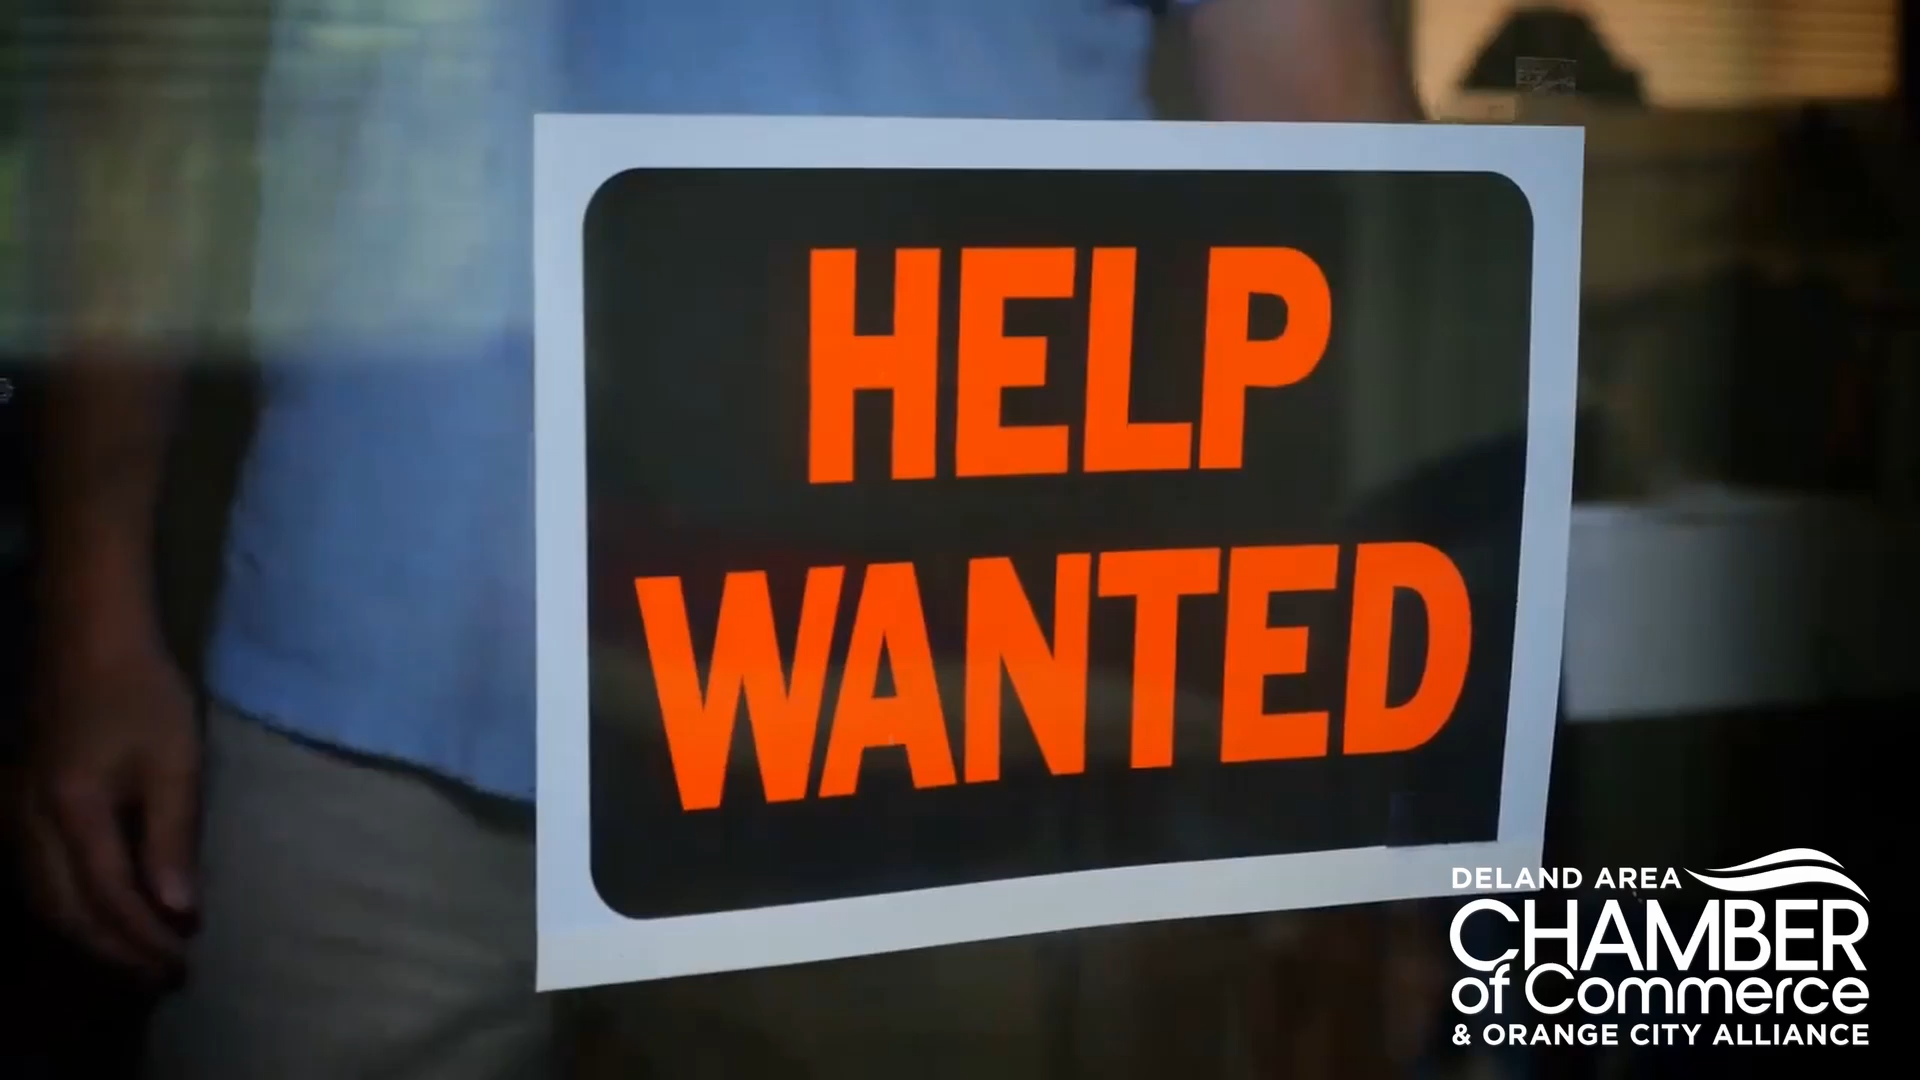 HELP
WANTED
DELAND AREA
CHAMBER
of Commerce
& ORANGE CITY ALLIANCE